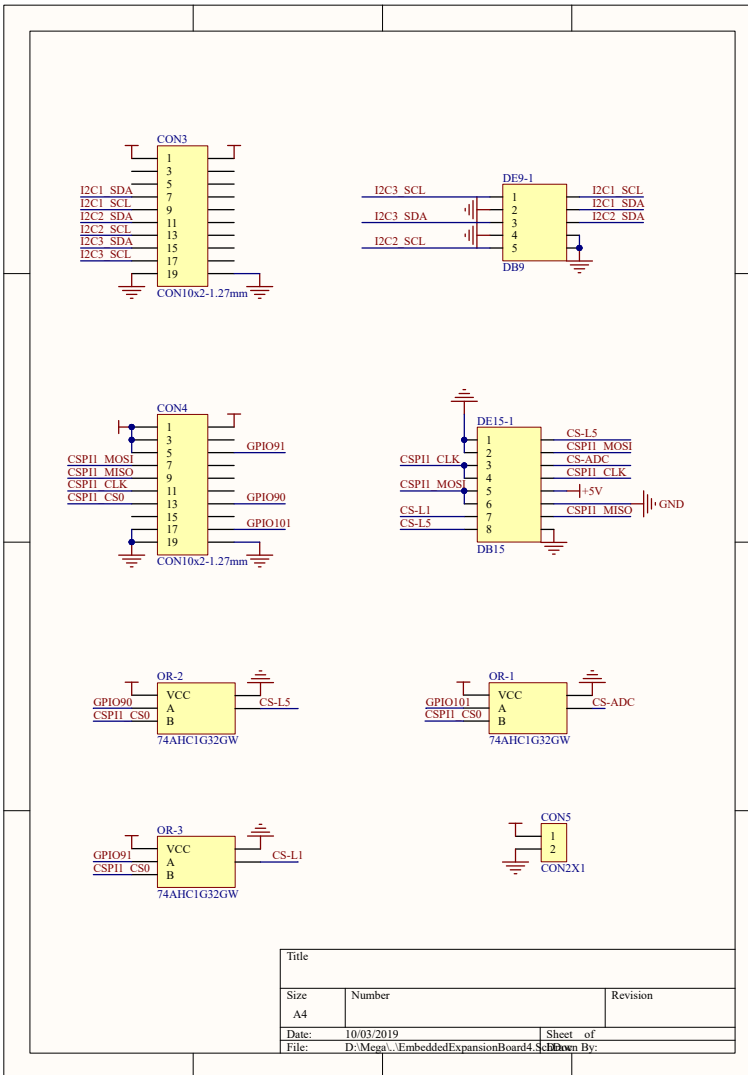 CON3
1
3
5
I2C1_SDA 7
I2C1_SCL 9
I2C2_SDA 11
I2C2_SCL 13
I2C3_SDA 15
I2C3_SCL 17
19
CON10x2-1.27mm
DE9-1
I2C3_SCL 1 I2C1_SCL
2 I2C1_SDA
I2C3_SDA 3 I2C2_SDA
4
I2C2_SCL 5
DB9
CON4
1
3
5 GPIO91
CSPI1_MOSI 7
CSPI1_MISO 9
CSPI1_CLK 11
CSPI1_CS0 13 GPIO90
15
17 GPIO101
19
CON10x2-1.27mm
DE15-1
1 CS-L5
2 CSPI1_MOSI
CSPI1_CLK 3 CS-ADC
4 CSPI1_CLK
CSPI1_MOSI 5 +5V
6 GND
CS-L1 7 CSPI1_MISO
CS-L5 8
DB15
OR-2
VCC
GPIO90 A CS-L5
CSPI1_CS0 B
74AHC1G32GW
OR-1
VCC
GPIO101 A CS-ADC
CSPI1_CS0 B
74AHC1G32GW
OR-3
VCC
GPIO91 A CS-L1
CSPI1_CS0 B
74AHC1G32GW
CON5
1
2
CON2X1
Title
Size Number Revision
A4
Date: 10/03/2019 Sheet of
File: D:\Mega\..\EmbeddedExpansionBoard4.SchDoc Drawn By: